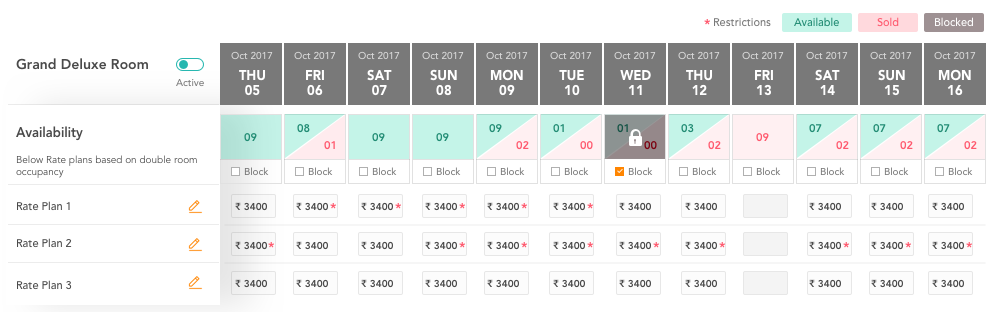 * Restrictions Available Sold Blocked
Grand Deluxe Room
Active
Oct 2017 Oct 2017 Oct 2017 Oct 2017 Oct 2017 Oct 2017 Oct 2017 Oct 2017 Oct 2017 Oct 2017 Oct 2017 Oct 2017
THU FRI SAT SUN MON TUE WED THU FRI SAT SUN MON
05 06 07 08 09 10 11 12 13 14 15 16
Availability
09 08 01 09 09 09 02 01 00 01 00 03 02 09 07 02 07 02 07 02
Below Rate plans based on double room
occupancy
Block Block Block Block Block Block Block Block Block Block Block Block
Rate Plan 1 ₹ 3400 ₹ 3400 * ₹ 3400 * ₹ 3400 * ₹ 3400 * ₹ 3400 * ₹ 3400 ₹ 3400 ₹ 3400 ₹ 3400 ₹ 3400
Rate Plan 2 ₹ 3400 * ₹ 3400 ₹ 3400 ₹ 3400 * ₹ 3400 * ₹ 3400 * ₹ 3400 * ₹ 3400 * ₹ 3400 * ₹ 3400 * ₹ 3400 *
Rate Plan 3 ₹ 3400 ₹ 3400 ₹ 3400 ₹ 3400 ₹ 3400 ₹ 3400 ₹ 3400 ₹ 3400 ₹ 3400 ₹ 3400 ₹ 3400